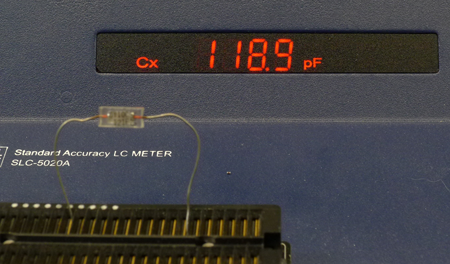 Cx 118.9 pF
Standard Accuracy LC METER
SLC-5020A